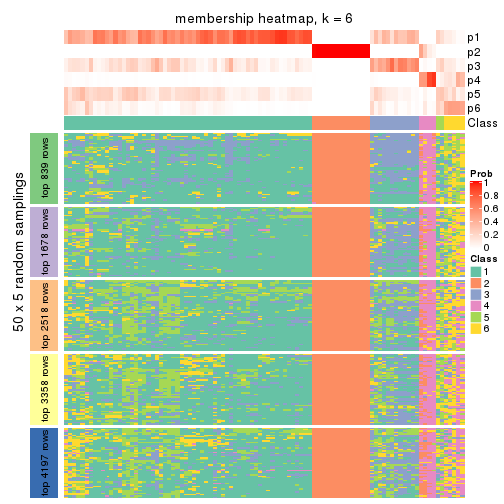 membership heatmap, k = 6
p1
p2
p3
p4
p5
p6
Class
50 x 5 random samplings
top 839 rows
top 1678 rows
top 2518 rows
top 3358 rows
top 4197 rows
Prob
1
0.8
0.6
0.4
0.2
0
Class
1
2
3
4
5
6